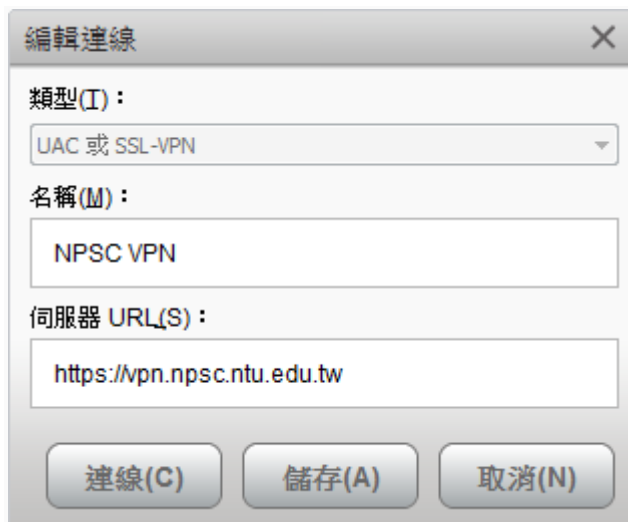 編輯連線
類型(T)：
UAC 或 SSL-VPN
名稱(M)：
NPSC VPN
伺服器 URL(S)：
https://vpn.npsc.ntu.edu.tw
連線(C) 儲存(A) 取消(N)